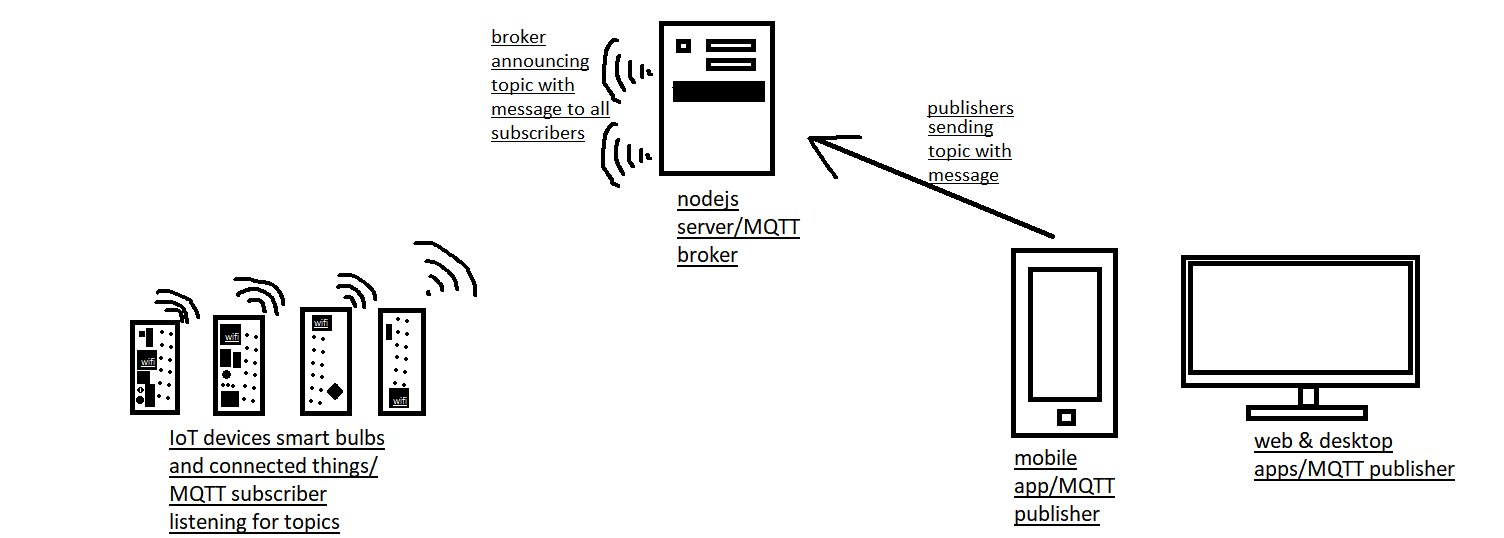 broker
announcing
topic with
message to all
subscribers
publishers
sending
topic with
message
nodejs
server/MQTT
broker
wifi
wifi
wifi
wifi
IoT devices smart bulbs
and connected things/
MQTT subscriber
listening for topics
mobile
app/MQTT
publisher
web & desktop
apps/MQTT publisher